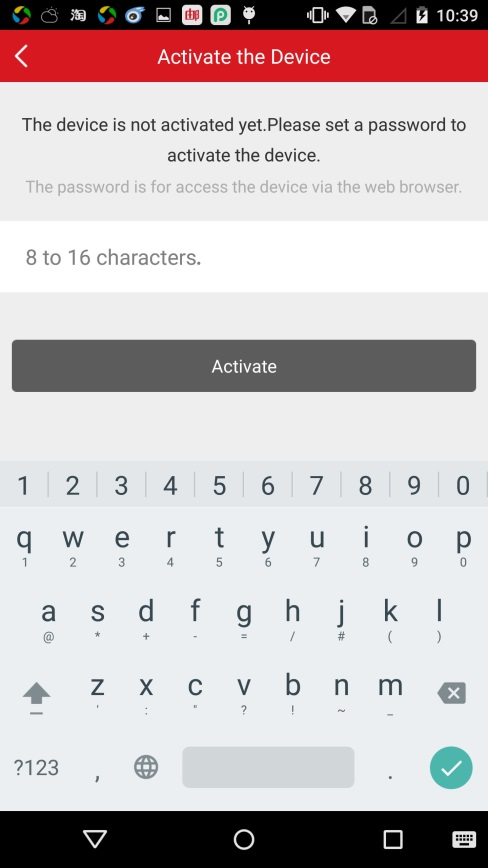 淘 邮 10:39
Activate the Device
The device is not activated yet.Please set a password to
activate the device.
The password is for access the device via the web browser.
8 to 16 characters.
Activate
1 2 3 4 5 6 7 8 9 0
q w e r t y u i o p
1 2 3 4 5 6 7 8 9 0
a s d f g h j k l
@ * + - = / # ( )
z x c v b n m
' : " ? ! ~ _
?123 , .